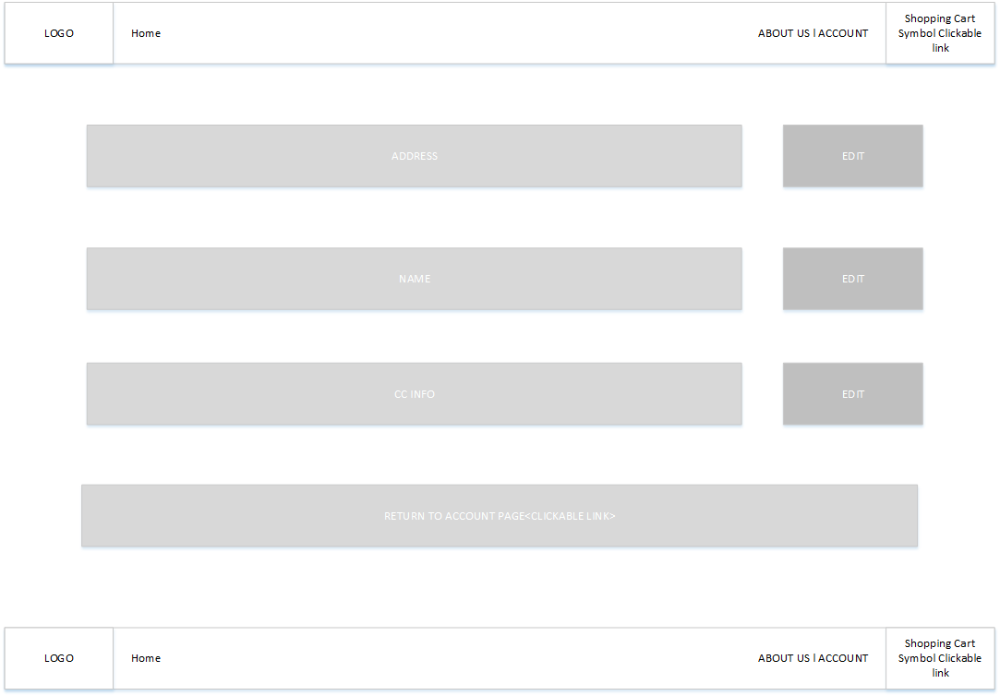 LOGO
Home
ABOUT US | ACCOUNT
Shopping Cart
Symbol Clickable
link
ADDRESS
EDIT
NAME
EDIT
CC INFO
EDIT
RETURN TO ACCOUNT PAGE<CLICKABLE LINK>
LOGO
Home
ABOUT US | ACCOUNT
Shopping Cart
Symbol Clickable
link